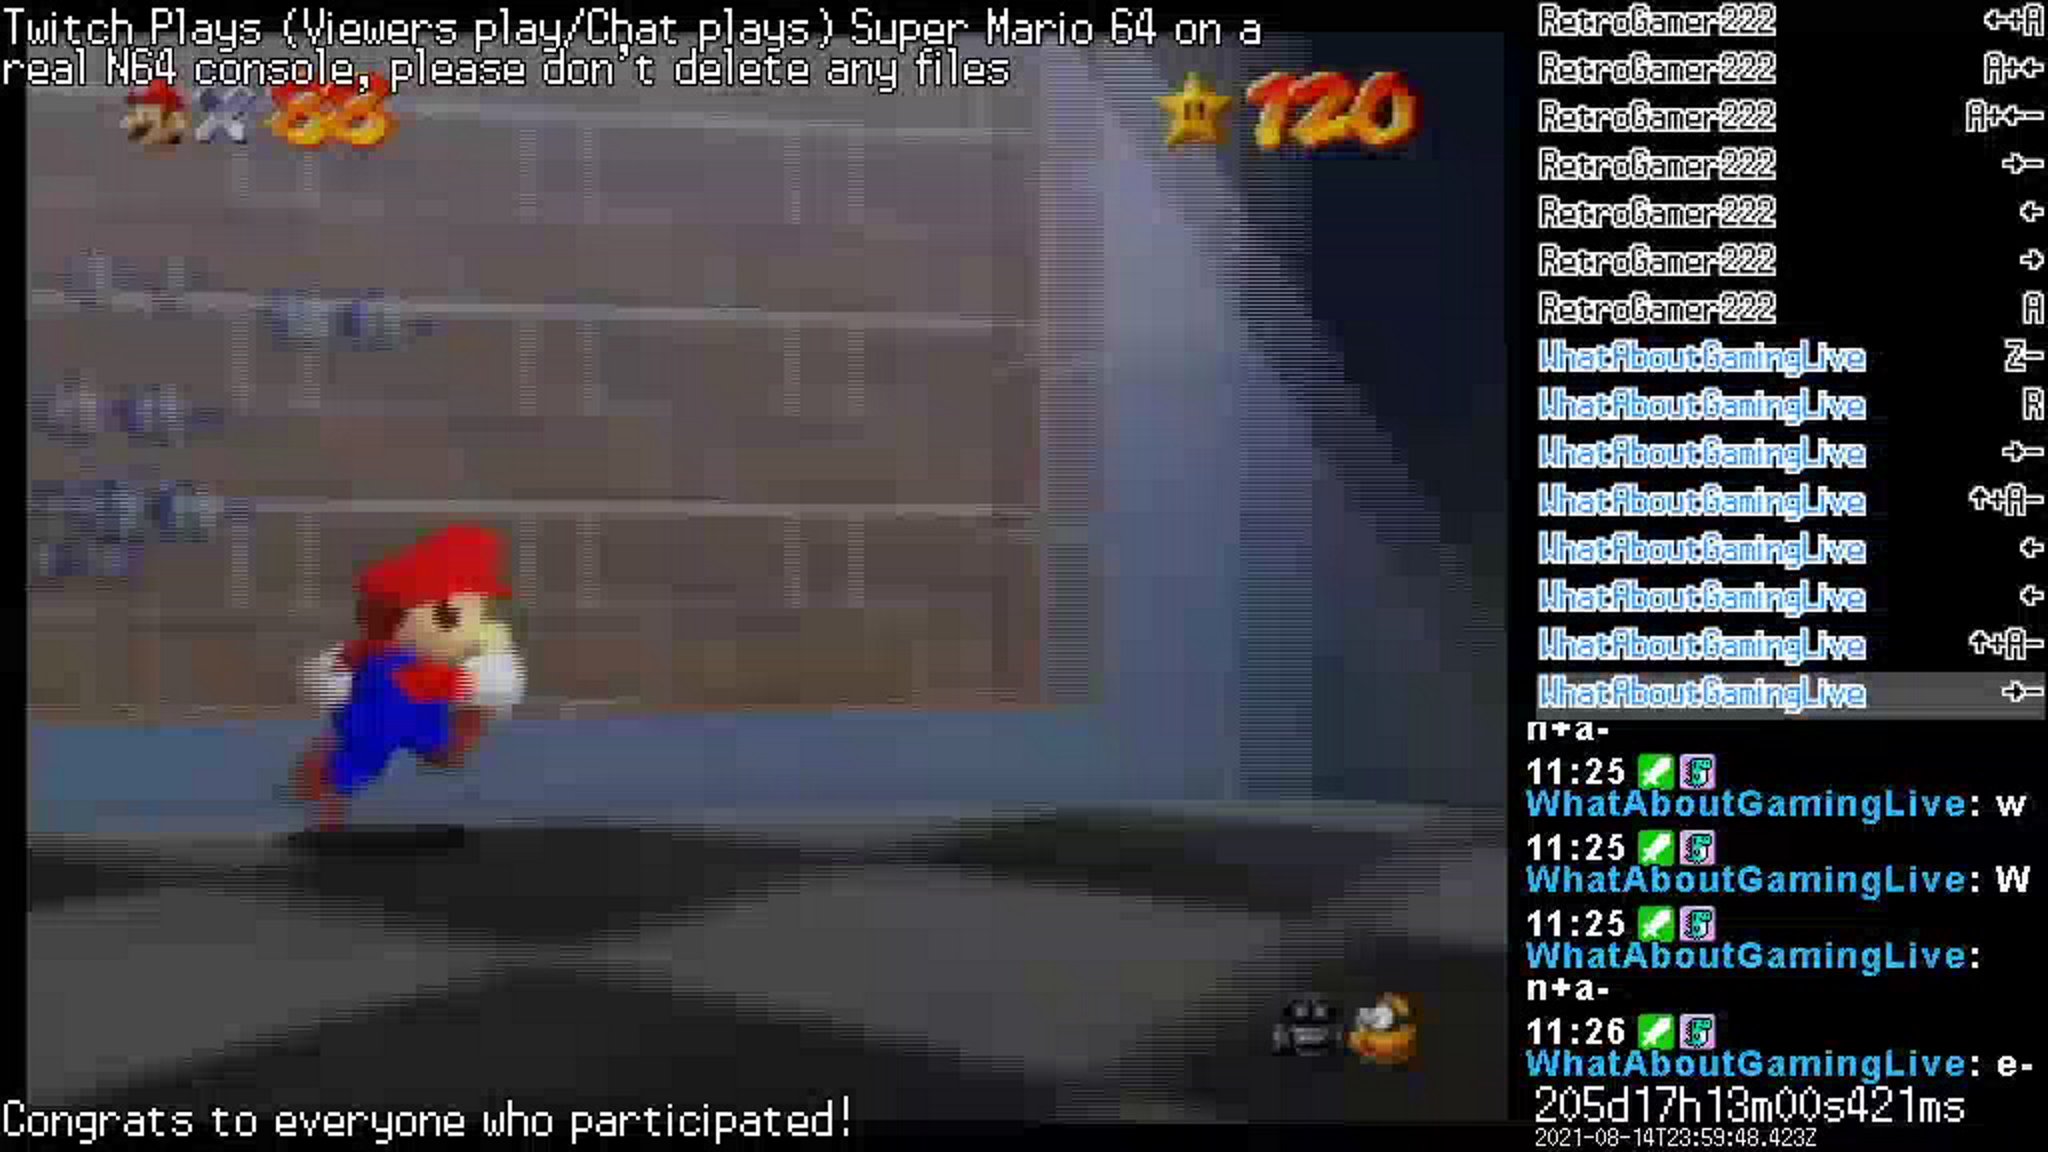 Twitch Plays (Viewers play/Chat plays) Super Mario 64 on a
real N64 console, please don't delete any files
120
RetroGamer222 ←+A
RetroGamer222 A+←
RetroGamer222 A+←-
RetroGamer222 →-
RetroGamer222 ←
RetroGamer222 →
RetroGamer222 A
WhatAboutGamingLive Z-
WhatAboutGamingLive R
WhatAboutGamingLive →-
WhatAboutGamingLive ↑+A-
WhatAboutGamingLive ←
WhatAboutGamingLive ←
WhatAboutGamingLive ↑+A-
WhatAboutGamingLive →-
n+a-
11:25
WhatAboutGamingLive: w
11:25
WhatAboutGamingLive: W
11:25
WhatAboutGamingLive:
n+a-
11:26
WhatAboutGamingLive: e-
205d17h13m00s421ms
2021-08-14T23:59:48.423Z
Congrats to everyone who participated!